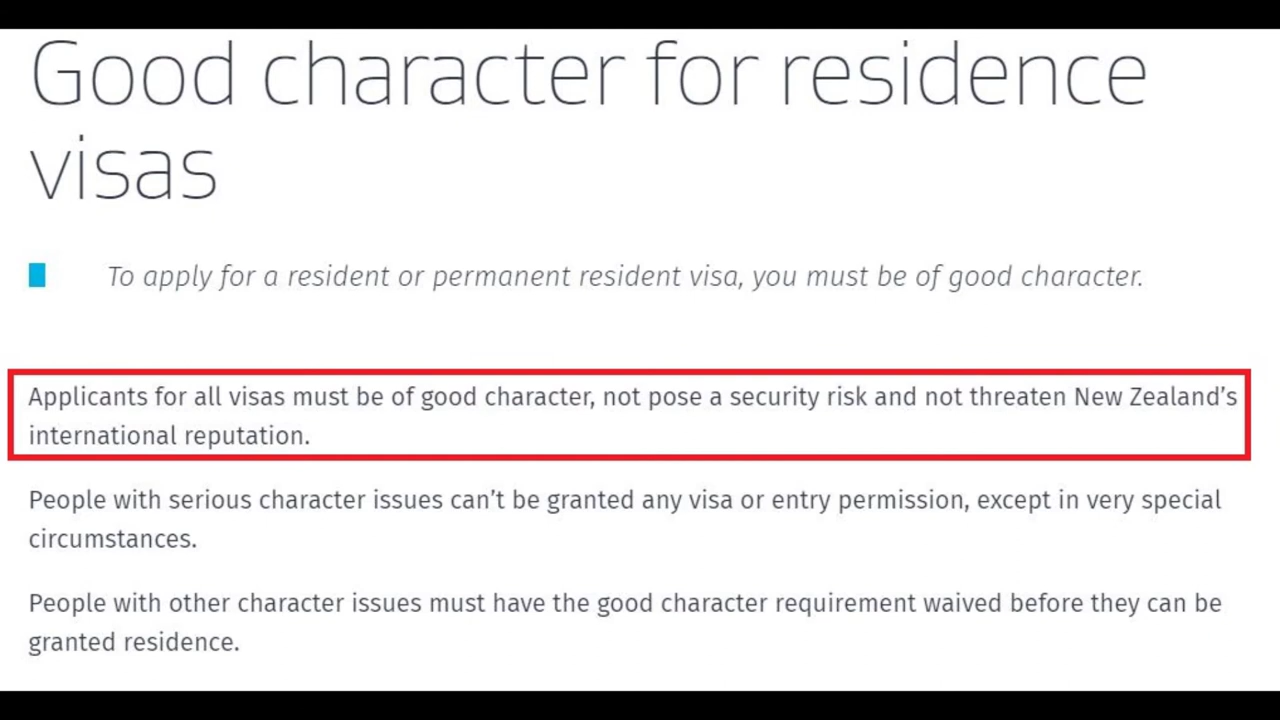 Good character for residence
visas
To apply for a resident or permanent resident visa, you must be of good character.
Applicants for all visas must be of good character, not pose a security risk and not threaten New Zealand’s
international reputation.
People with serious character issues can’t be granted any visa or entry permission, except in very special
circumstances.
People with other character issues must have the good character requirement waived before they can be
granted residence.